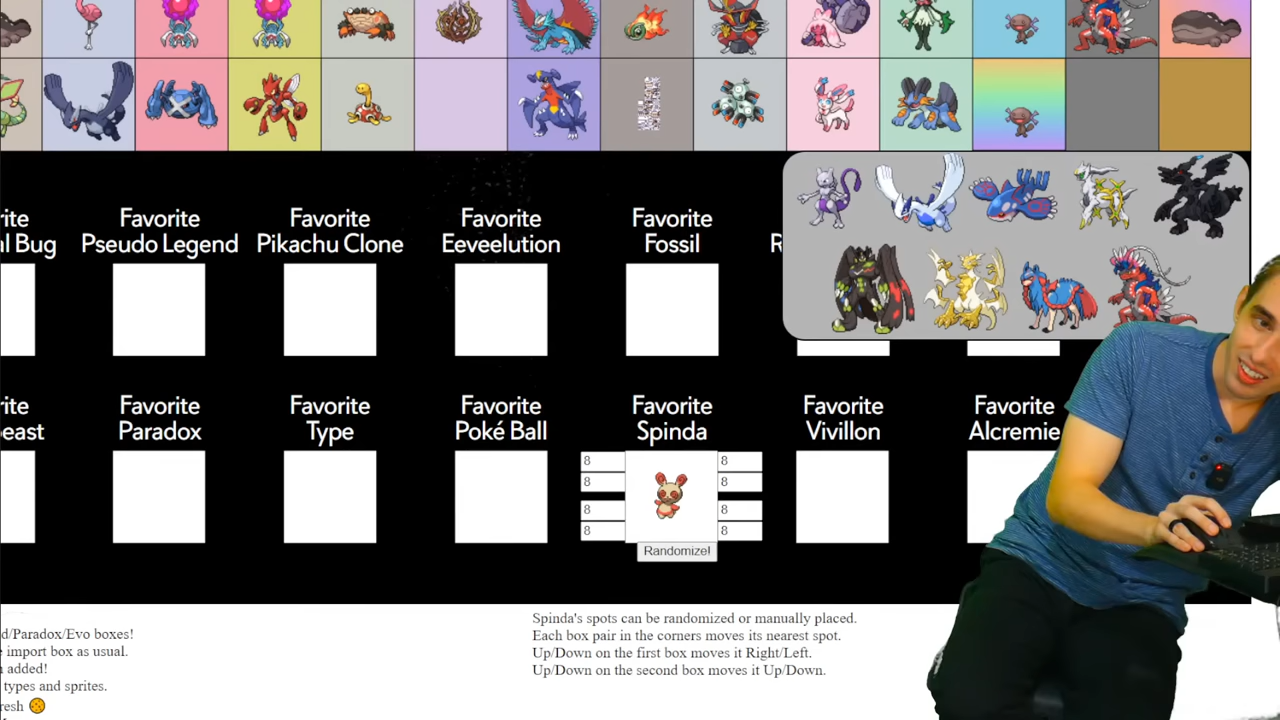 rite
l Bug
Favorite
Pseudo Legend
Favorite
Pikachu Clone
Favorite
Eeveelution
Favorite
Fossil
R
rite
east
Favorite
Paradox
Favorite
Type
Favorite
Poké Ball
Favorite
Spinda
Favorite
Vivillon
Favorite
Alcremie
8 8
8 8
8 8
8 8
Randomize!
d/Paradox/Evo boxes!
e import box as usual.
n added!
types and sprites.
resh
Spinda's spots can be randomized or manually placed.
Each box pair in the corners moves its nearest spot.
Up/Down on the first box moves it Right/Left.
Up/Down on the second box moves it Up/Down.